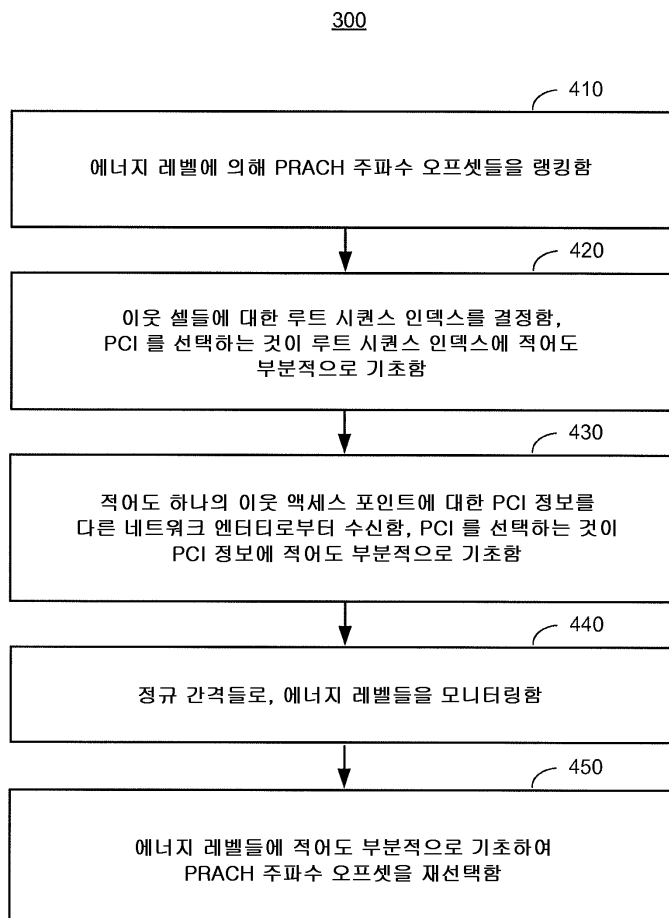 300
410
에너지 레벨에 의해 PRACH 주파수 오프셋들을 랭킹함
420
이웃 셀들에 대한 루트 시퀀스 인덱스를 결정함,
PCI 를 선택하는 것이 루트 시퀀스 인덱스에 적어도
부분적으로 기초함
430
적어도 하나의 이웃 액세스 포인트에 대한 PCI 정보를
다른 네트워크 엔터티로부터 수신함, PCI 를 선택하는 것이
PCI 정보에 적어도 부분적으로 기초함
440
정규 간격들로, 에너지 레벨들을 모니터링함
450
에너지 레벨들에 적어도 부분적으로 기초하여
PRACH 주파수 오프셋을 재선택함